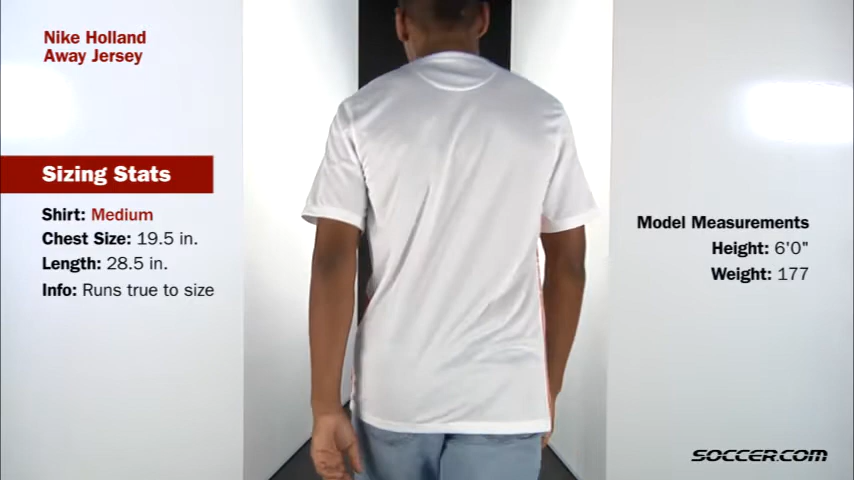 Nike Holland
Away Jersey
Sizing Stats
Shirt: Medium
Chest Size: 19.5 in.
Length: 28.5 in.
Info: Runs true to size
Model Measurements
Height: 6'0"
Weight: 177
SOCCER.COM